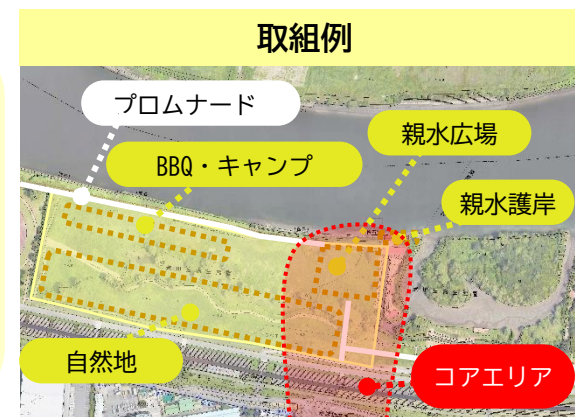 取組例
プロムナード
親水広場
BBQ・キャンプ
親水護岸
自然地
コアエリア